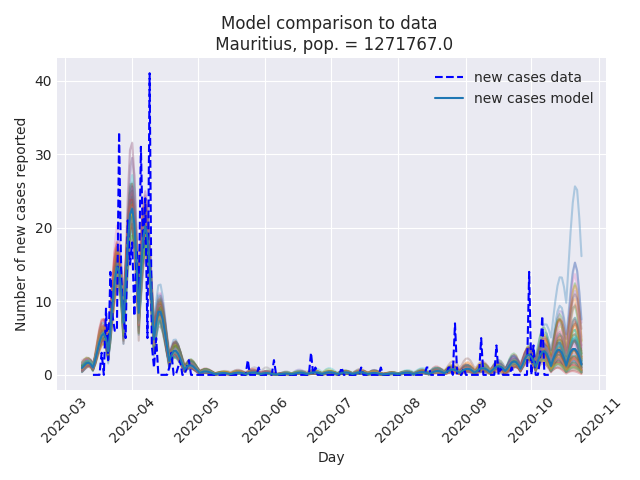 Model comparison to data
Mauritius, pop. = 1271767.0
new cases data
new cases model
Number of new cases reported
40
30
20
10
0
2020-03
2020-04
2020-05
2020-06
2020-07
2020-08
2020-09
2020-10
2020-11
Day